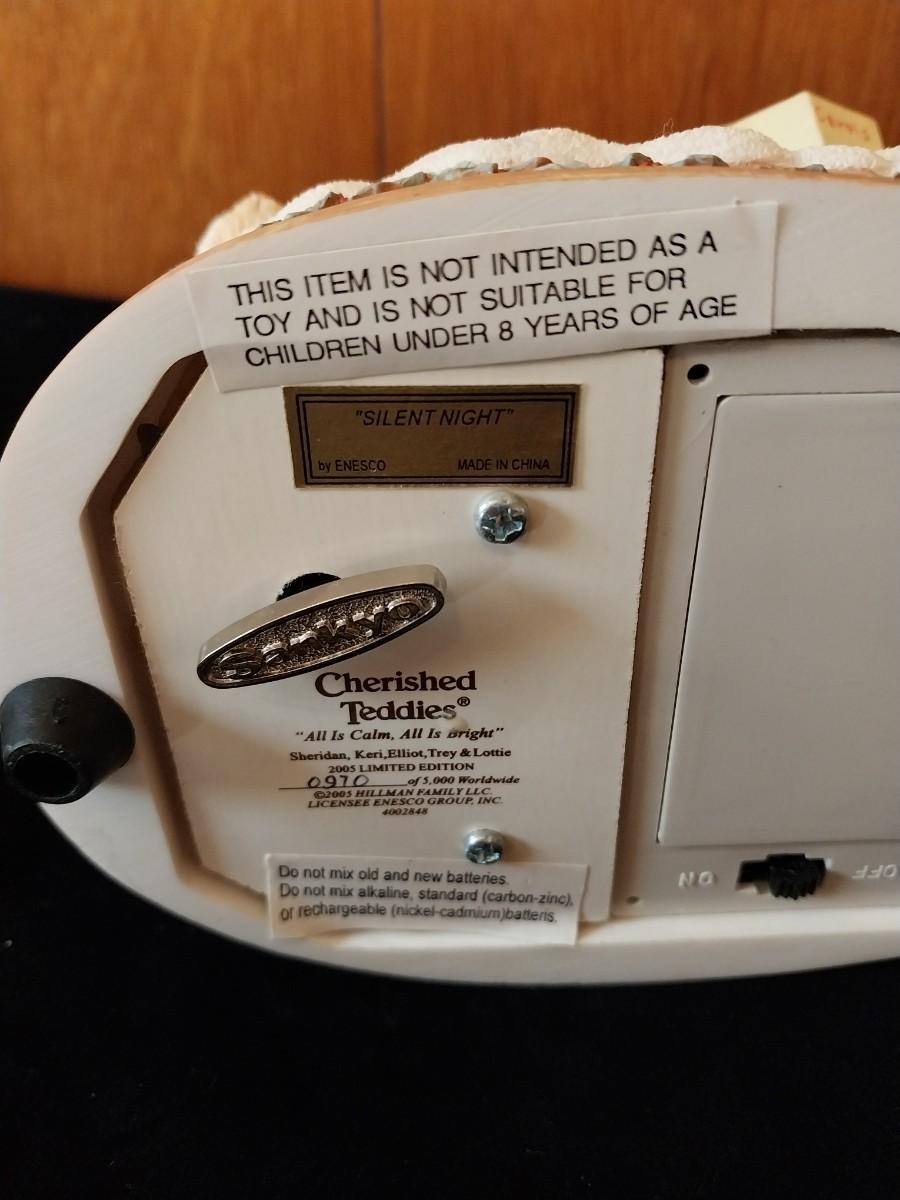 THIS ITEM IS NOT INTENDED AS A
TOY AND IS NOT SUITABLE FOR
CHILDREN UNDER 8 YEARS OF AGE
"SILENT NIGHT"
by ENESCO MADE IN CHINA
Sankyo
Cherished
Teddies®
"All Is Calm, All Is Bright"
Sheridan, Keri,Elliot,Trey & Lottie
2005 LIMITED EDITION
0970 of 5,000 Worldwide
©2005 HILLMAN FAMILY LLC.
LICENSEE ENESCO GROUP, INC.
4002848
Do not mix old and new batteries.
Do not mix alkaline, standard (carbon-zinc),
or rechargeable (nickel-cadmium)batteris.
ON OFF